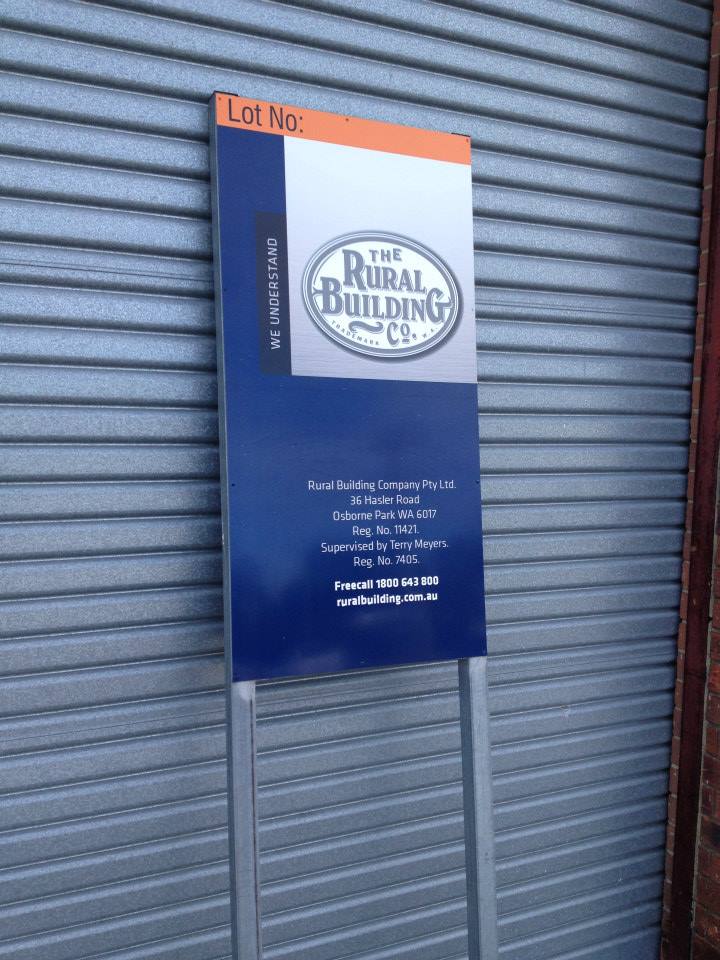 Lot No:
WE UNDERSTAND
THE
RURAL
BUILDING
Co.
TRADEMARK W.A.
Rural Building Company Pty Ltd.
36 Hasler Road
Osborne Park WA 6017
Reg. No. 11421.
Supervised by Terry Meyers.
Reg. No. 7405.
Freecall 1800 643 800
ruralbuilding.com.au